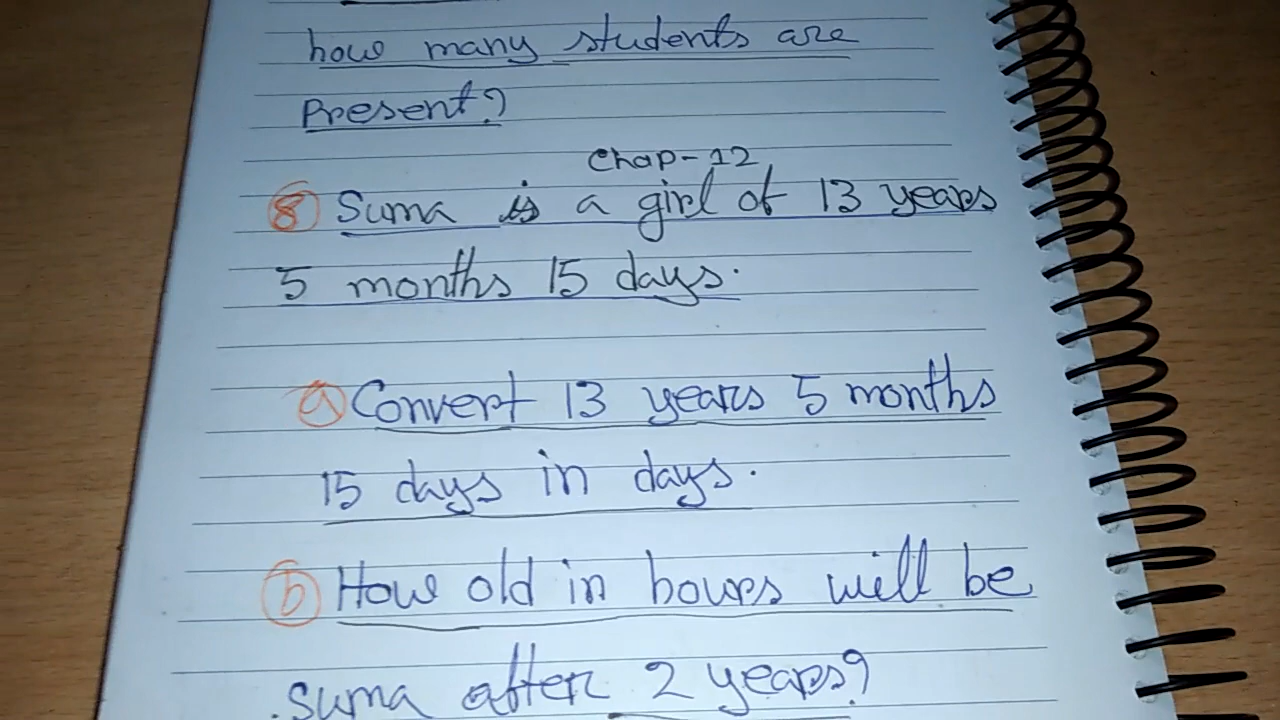 how many students are
Present?
Chap-12
⑧ Suma is a girl of 13 years
5 months 15 days.
ⓐ Convert 13 years 5 months
15 days in days.
ⓑ How old in hours will be
suma after 2 years?